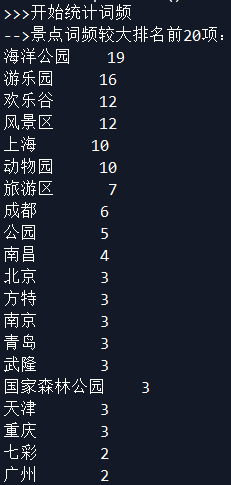 >>>开始统计词频
-->景点词频较大排名前20项:
海洋公园 19
游乐园 16
欢乐谷 12
风景区 12
上海 10
动物园 10
旅游区 7
成都 6
公园 5
南昌 4
北京 3
方特 3
南京 3
青岛 3
武隆 3
国家森林公园 3
天津 3
重庆 3
七彩 2
广州 2